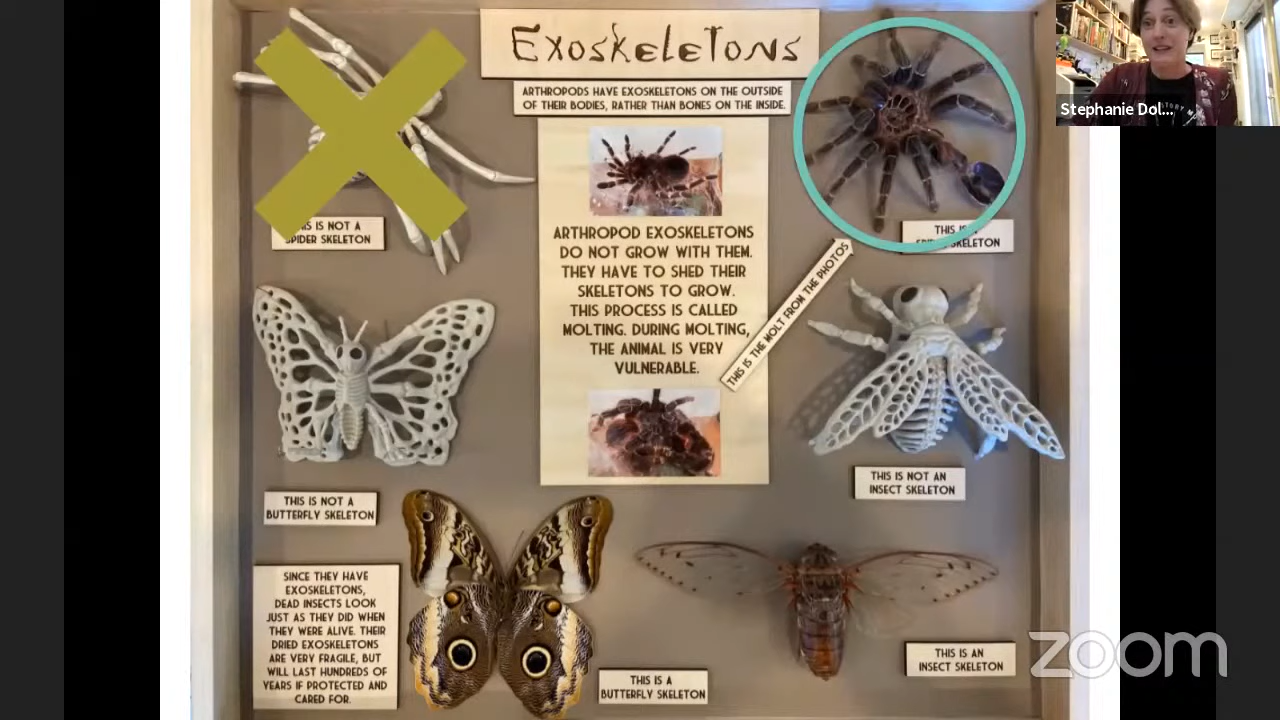 Exoskeletons
ARTHROPODS HAVE EXOSKELETONS ON THE OUTSIDE
OF THEIR BODIES, RATHER THAN BONES ON THE INSIDE.
Stephanie Dol...
IS IS NOT A
SPIDER SKELETON
THIS IS
SKELETON
ARTHROPOD EXOSKELETONS
DO NOT GROW WITH THEM.
THEY HAVE TO SHED THEIR
SKELETONS TO GROW.
THIS PROCESS IS CALLED
MOLTING. DURING MOLTING,
THE ANIMAL IS VERY
VULNERABLE.
THIS IS THE MOLT FROM THE PHOTOS
THIS IS NOT A
BUTTERFLY SKELETON
THIS IS NOT AN
INSECT SKELETON
SINCE THEY HAVE
EXOSKELETONS,
DEAD INSECTS LOOK
JUST AS THEY DID WHEN
THEY WERE ALIVE. THEIR
DRIED EXOSKELETONS
ARE VERY FRAGILE, BUT
WILL LAST HUNDREDS OF
YEARS IF PROTECTED AND
CARED FOR.
THIS IS A
BUTTERFLY SKELETON
THIS IS AN
INSECT SKELETON
zoom